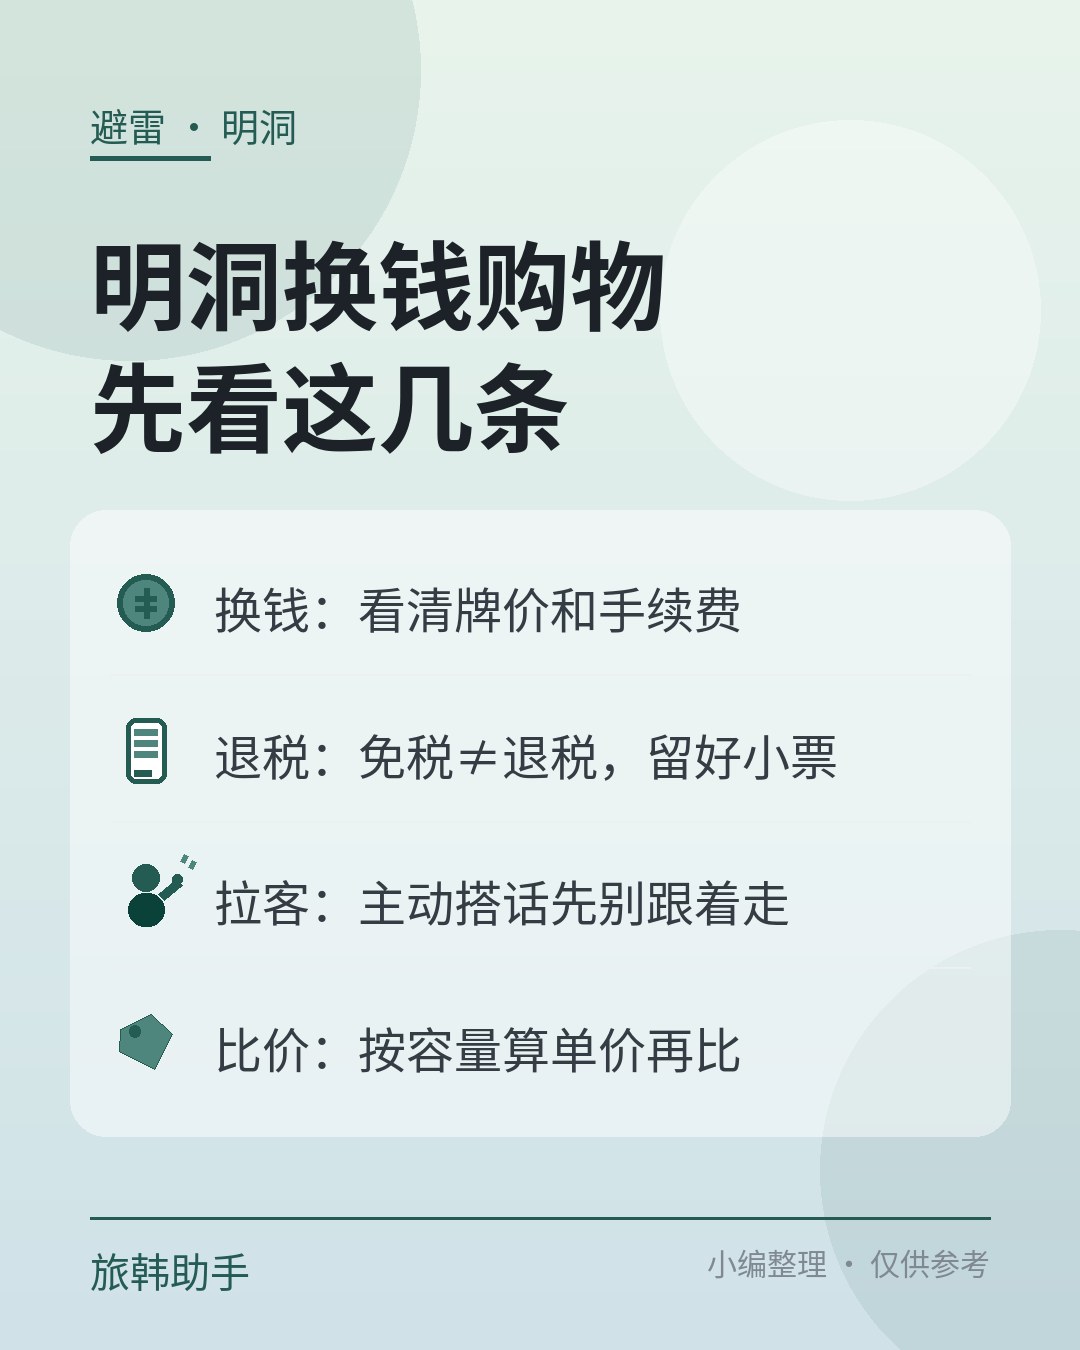 避雷 · 明洞
明洞换钱购物
先看这几条
换钱：看清牌价和手续费
退税：免税≠退税，留好小票
拉客：主动搭话先别跟着走
比价：按容量算单价再比
旅韩助手
小编整理 · 仅供参考